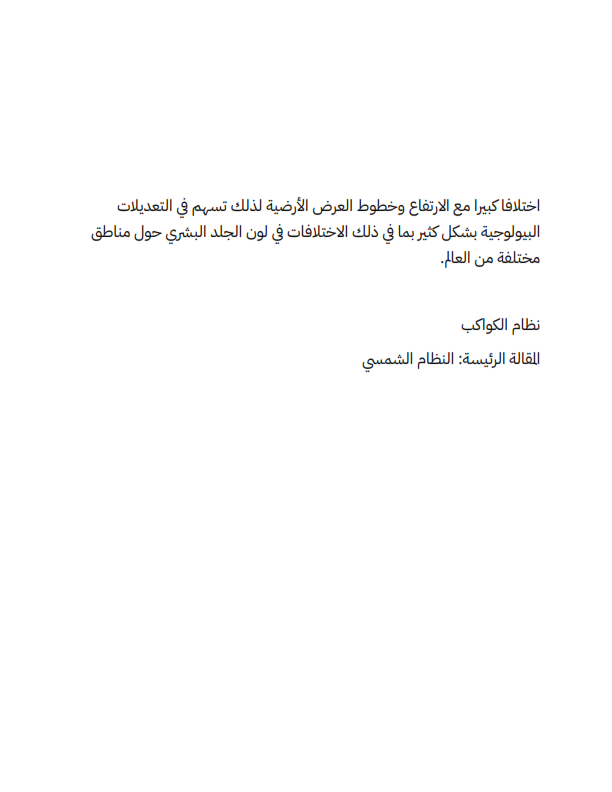 اختلافا كبيرا مع الارتفاع وخطوط العرض الأرضية لذلك تسهم في التعديلات
البيولوجية بشكل كثير بما في ذلك الاختلافات في لون الجلد البشري حول مناطق
مختلفة من العالم.
نظام الكواكب
المقالة الرئيسة: النظام الشمسي